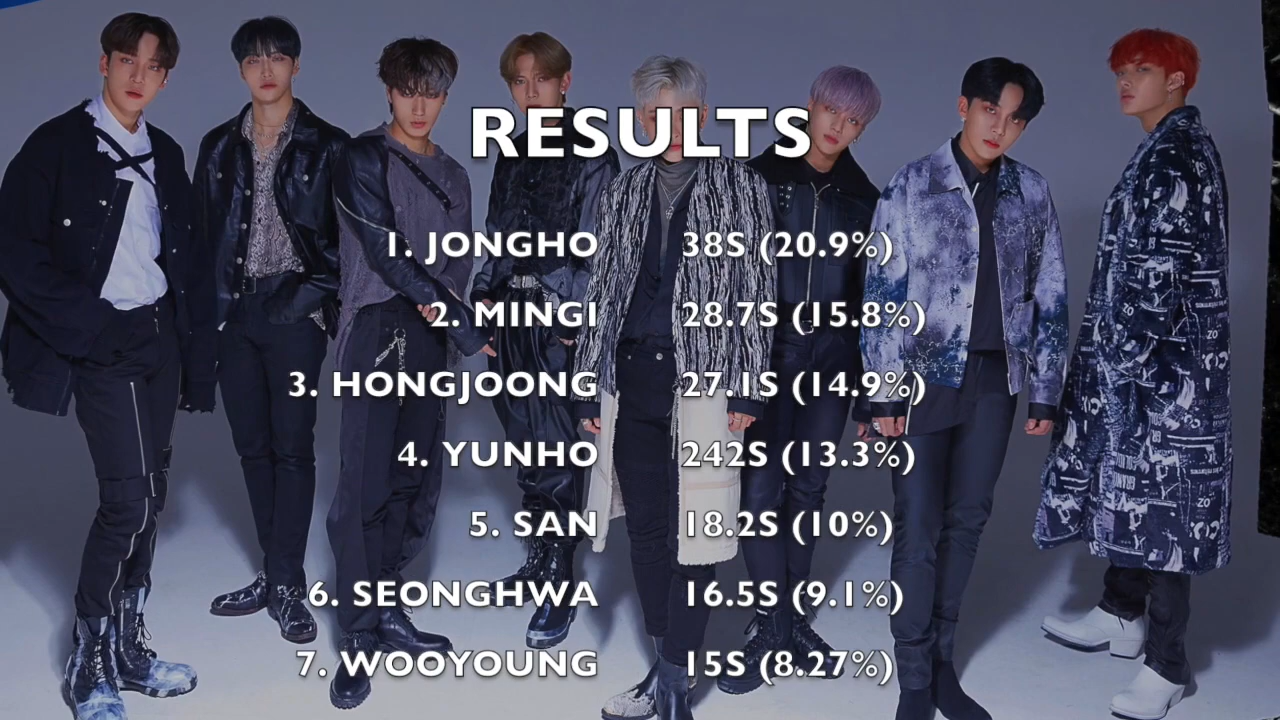 RESULTS
1. JONGHO 38S (20.9%)
2. MINGI 28.7S (15.8%)
3. HONGJOONG 27.1S (14.9%)
4. YUNHO 242S (13.3%)
5. SAN 18.2S (10%)
6. SEONGHWA 16.5S (9.1%)
7. WOOYOUNG 15S (8.27%)